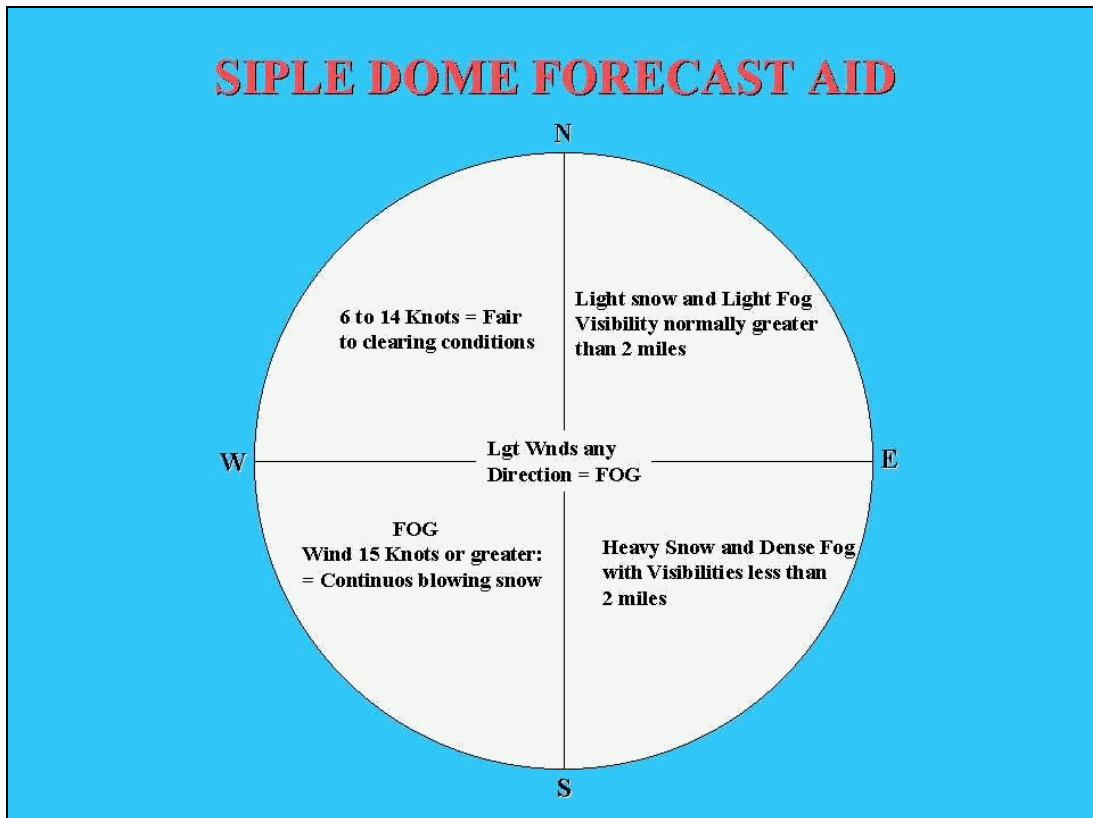 SIPLE DOME FORECAST AID
N
6 to 14 Knots = Fair
to clearing conditions
Light snow and Light Fog
Visibility normally greater
than 2 miles
W
Lgt Wnds any
Direction = FOG
E
FOG
Wind 15 Knots or greater:
= Continuos blowing snow
Heavy Snow and Dense Fog
with Visibilities less than
2 miles
S